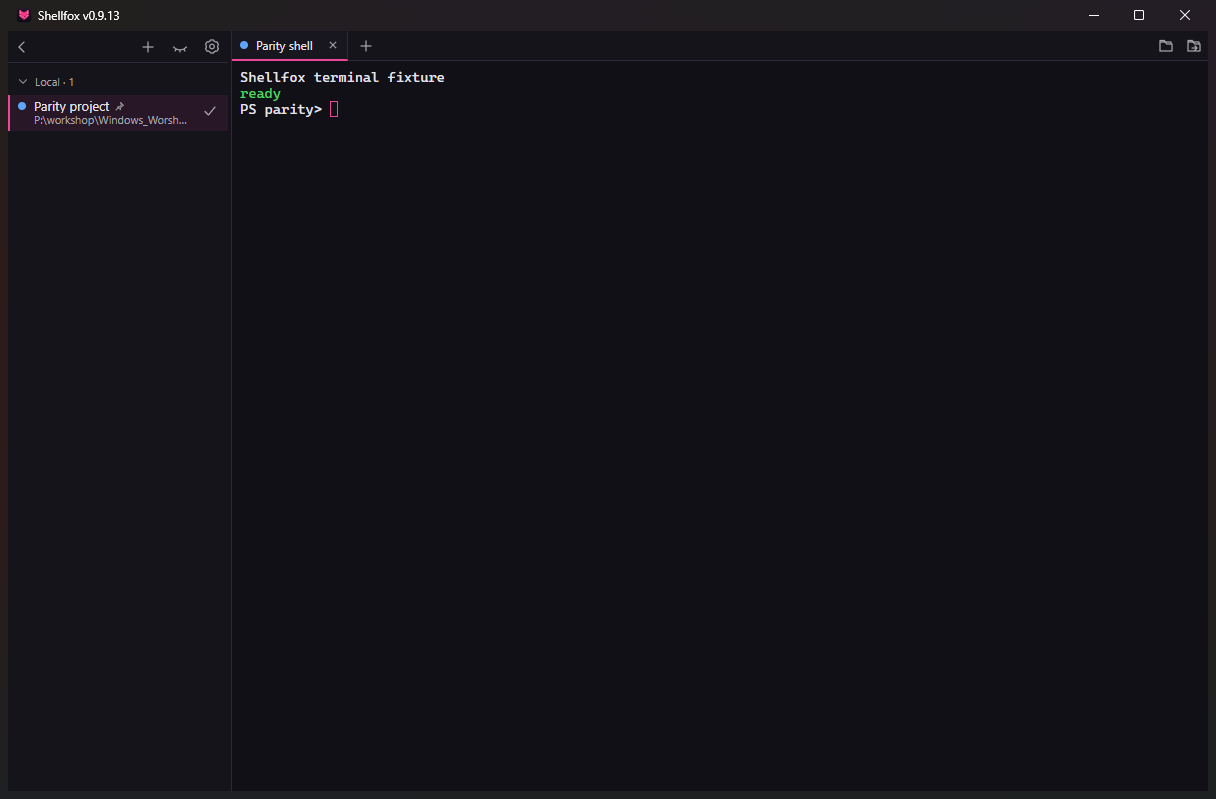 Shellfox v0.9.13
Parity shell
Local · 1
Parity project
P:\workshop\Windows_Worsh...
Shellfox terminal fixture
ready
PS parity>